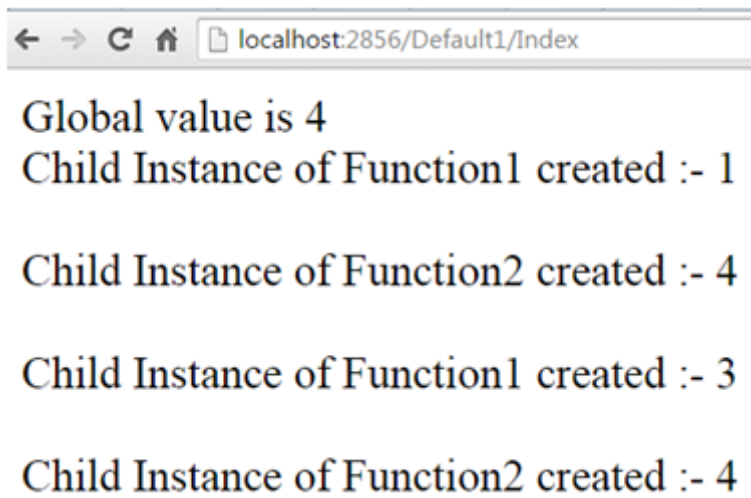 localhost:2856/Default1/Index
Global value is 4
Child Instance of Function1 created :- 1
Child Instance of Function2 created :- 4
Child Instance of Function1 created :- 3
Child Instance of Function2 created :- 4